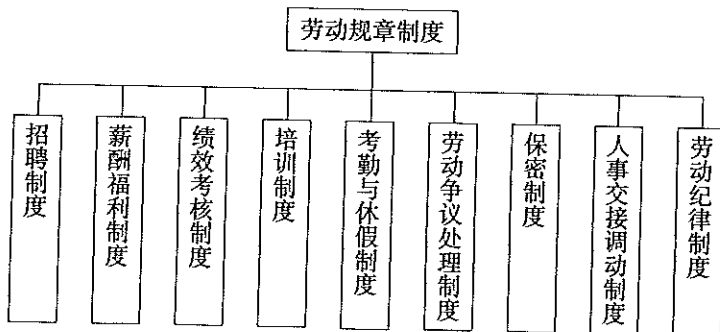 劳动规章制度
招聘制度
薪酬福利制度
绩效考核制度
培训制度
考勤与休假制度
劳动争议处理制度
保密制度
人事交接调动制度
劳动纪律制度